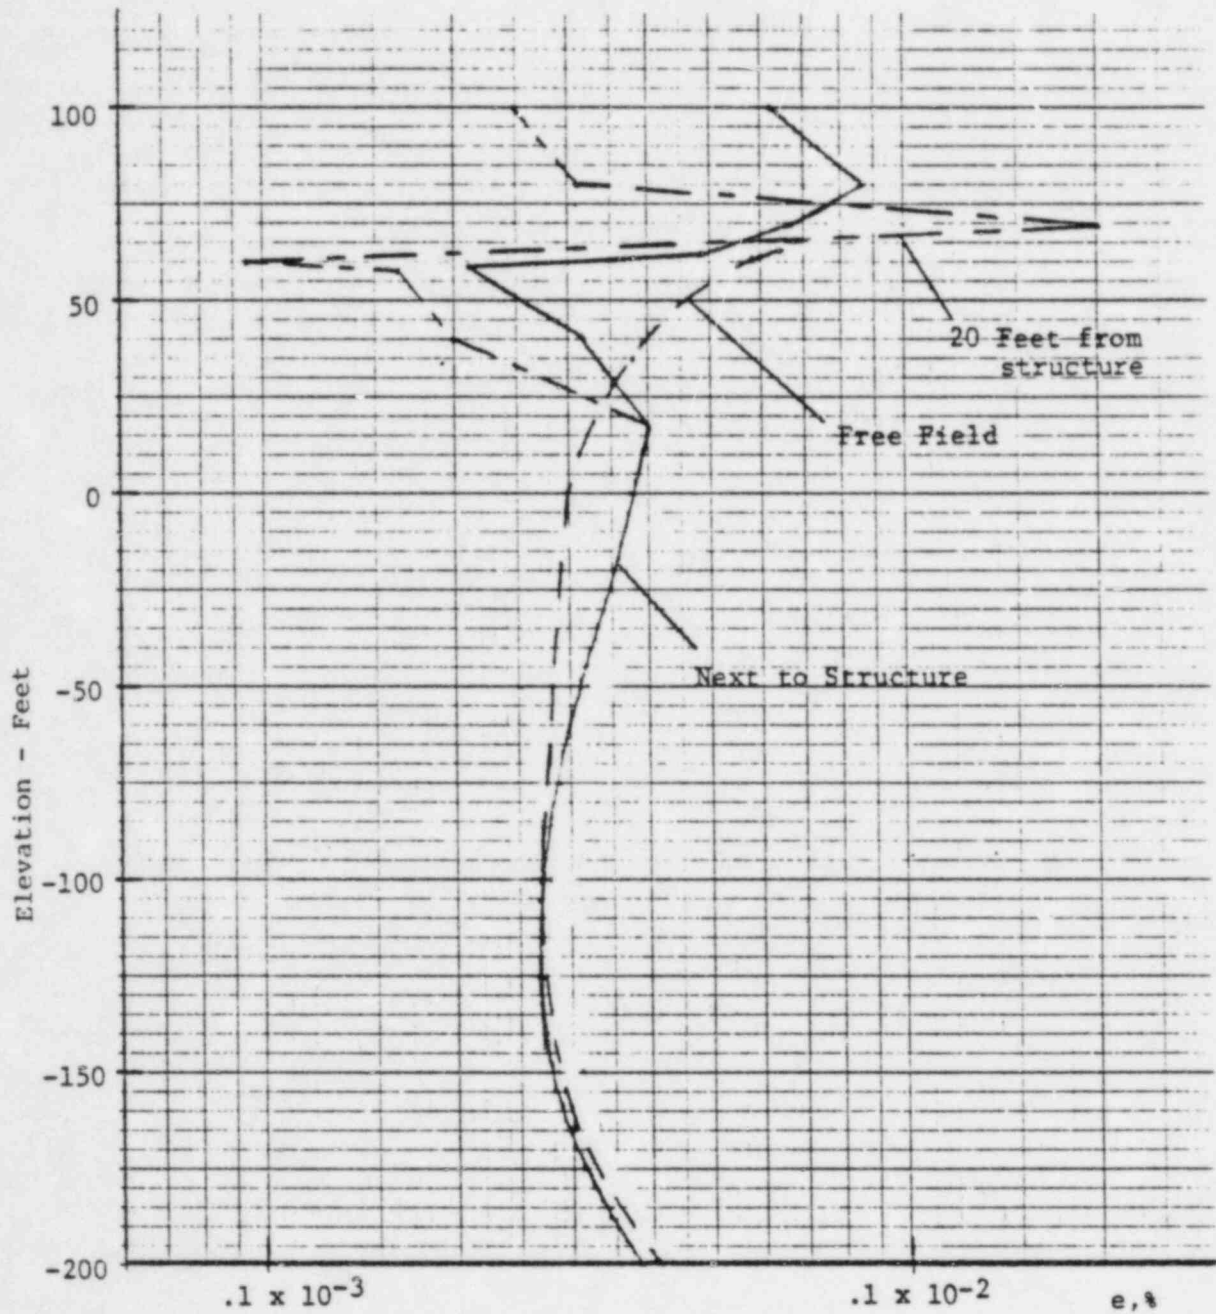 100
50
20 Feet from
structure
Free Field
0
Next to Structure
-50
Elevation - Feet
-100
-150
-200
.1 x 10-3
.1 x 10-2
e,%